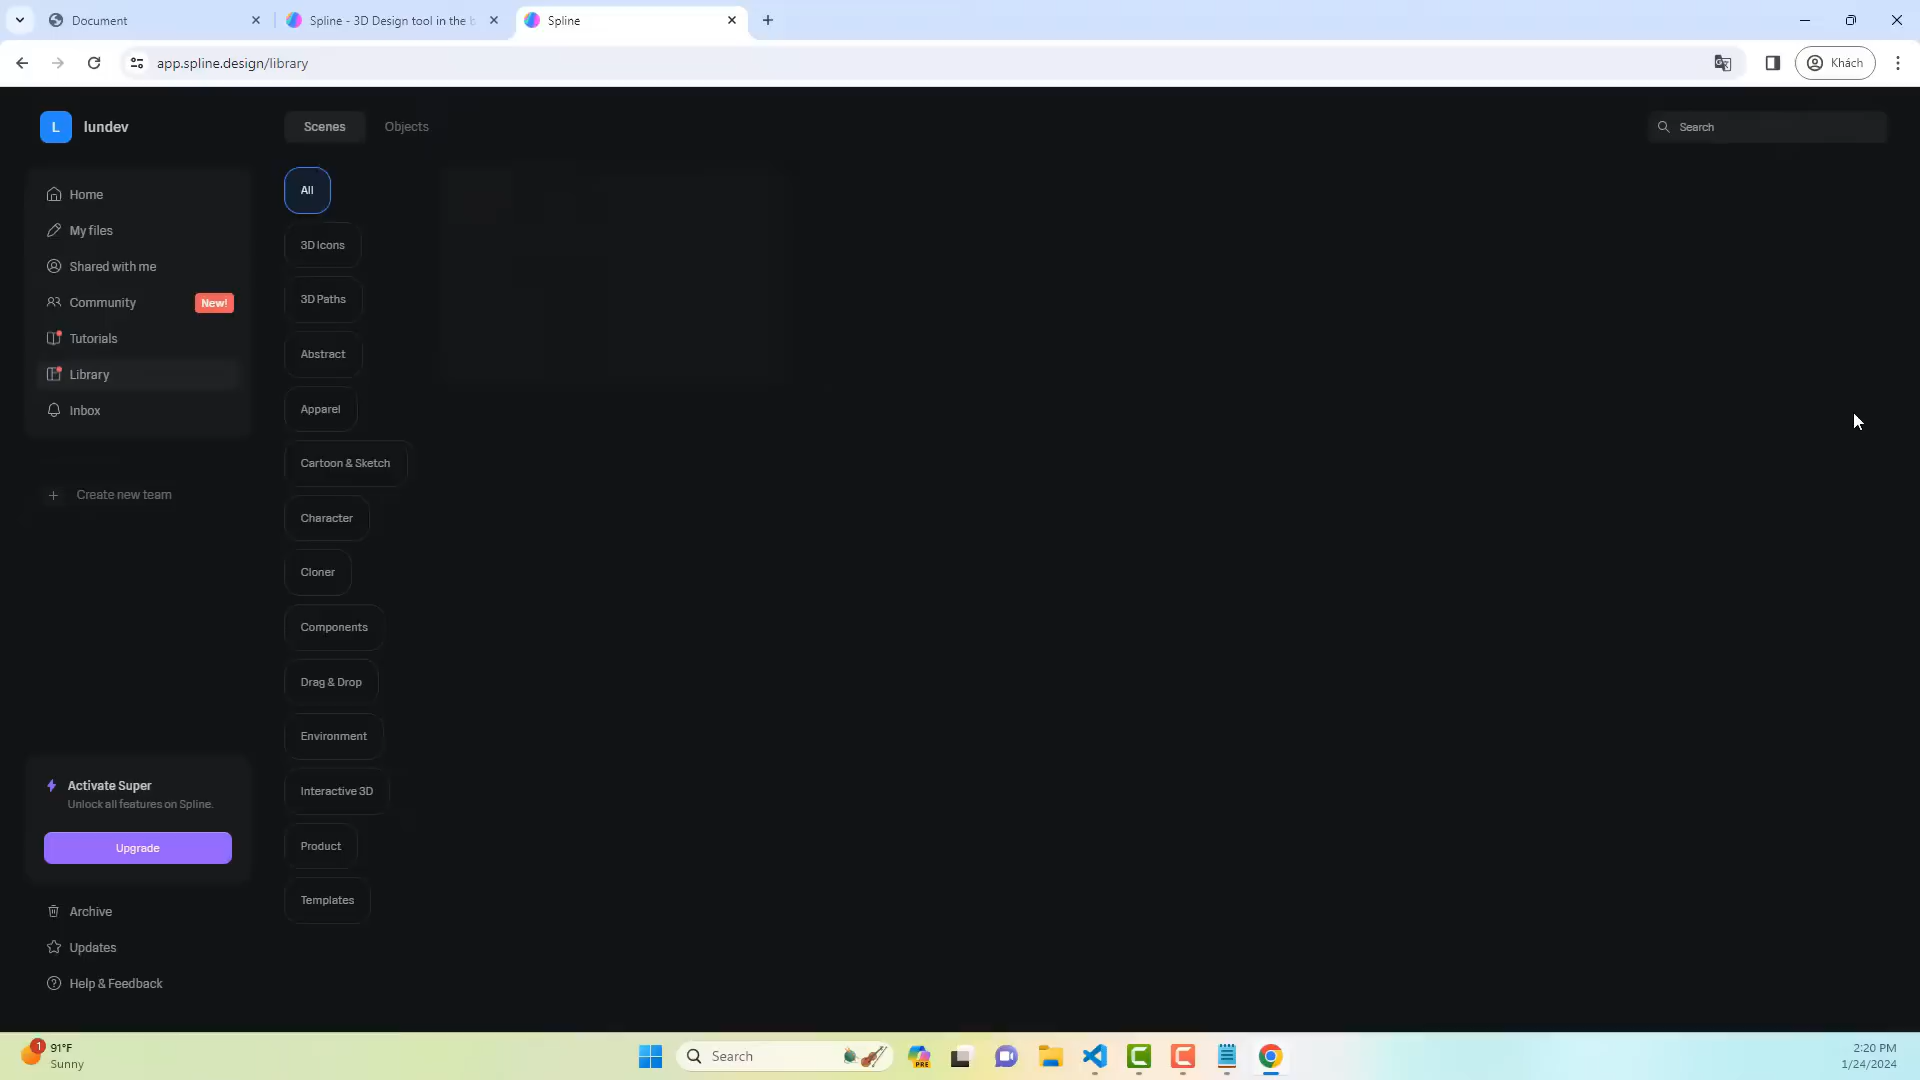 Document
Spline - 3D Design tool in the b
Spline
app.spline.design/library
Khách
L
lundev
Scenes
Objects
Search
Home
My files
Shared with me
Community
New!
Tutorials
Library
Inbox
Create new team
All
3D Icons
3D Paths
Abstract
Apparel
Cartoon & Sketch
Character
Cloner
Components
Drag & Drop
Environment
Interactive 3D
Product
Templates
Activate Super
Unlock all features on Spline.
Upgrade
Archive
Updates
Help & Feedback
1
91°F
Sunny
Search
PRE
2:20 PM
1/24/2024